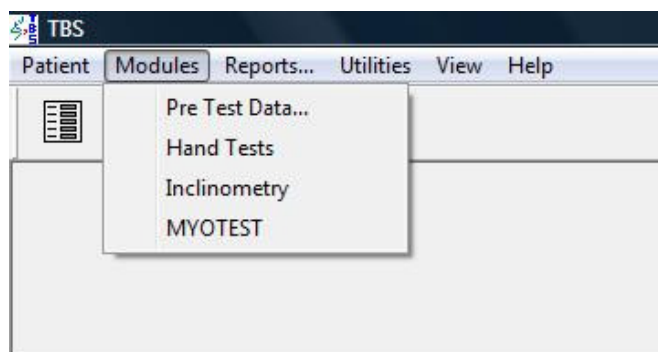 TBS
Patient Modules Reports... Utilities View Help
Pre Test Data...
Hand Tests
Inclinometry
MYOTEST